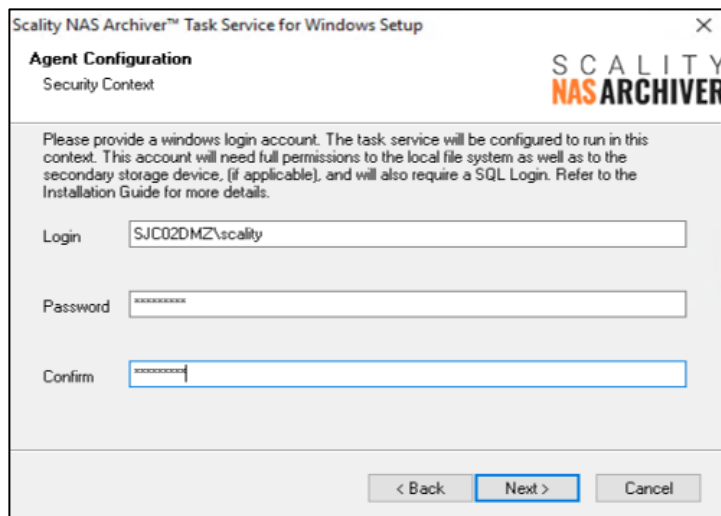 Scality NAS Archiver™ Task Service for Windows Setup
Agent Configuration
Security Context
SCALITY
NAS ARCHIVER
Please provide a windows login account. The task service will be configured to run in this
context. This account will need full permissions to the local file system as well as to the
secondary storage device, (if applicable), and will also require a SQL Login. Refer to the
Installation Guide for more details.
Login
SJC02DMZ\scality
Password
*********
Confirm
*********
< Back
Next >
Cancel